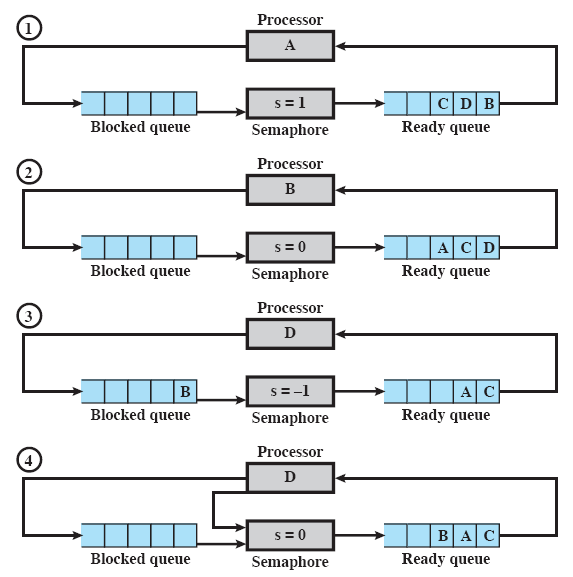 1
Processor
A
s = 1
C D B
Blocked queue
Semaphore
Ready queue
2
Processor
B
s = 0
A C D
Blocked queue
Semaphore
Ready queue
3
Processor
D
B
s = –1
A C
Blocked queue
Semaphore
Ready queue
4
Processor
D
s = 0
B A C
Blocked queue
Semaphore
Ready queue